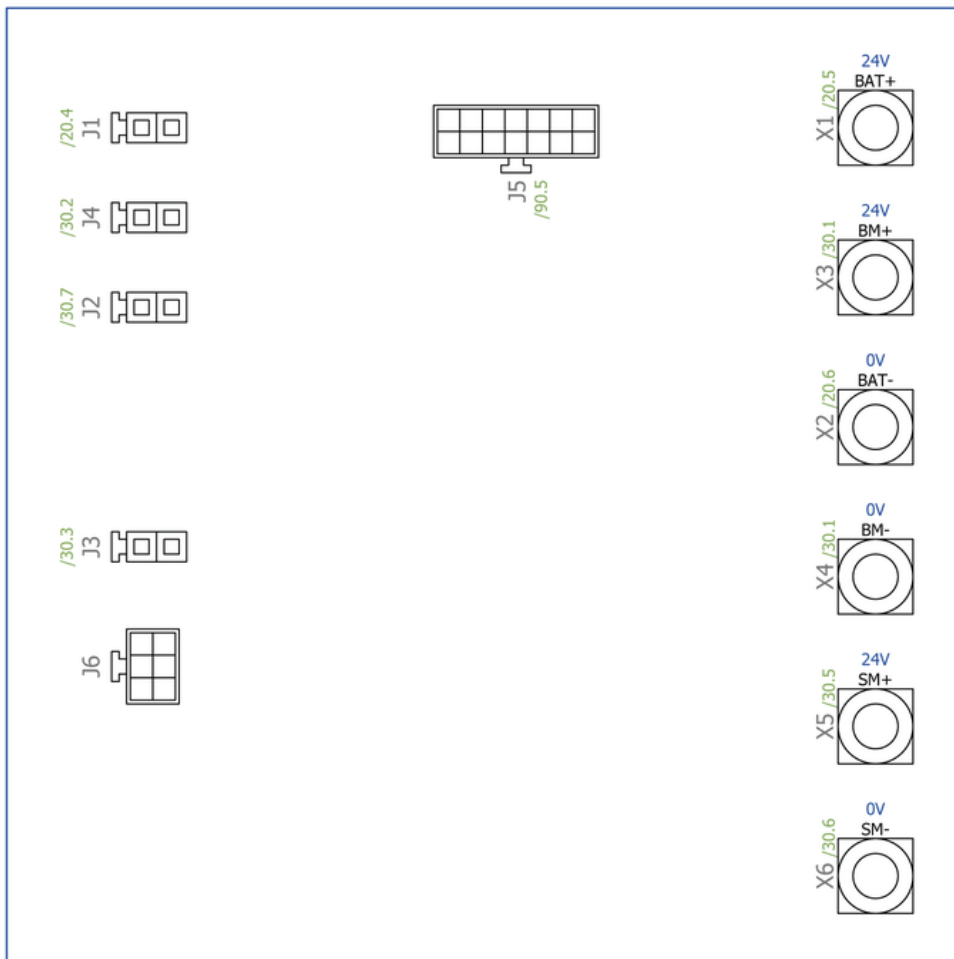 /20.4
J1
/30.2
J4
/30.7
J2
/30.3
J3
J6
J5
/90.5
24V
BAT+
X1
/20.5
24V
BM+
X3
/30.1
0V
BAT-
X2
/20.6
0V
BM-
X4
/30.1
24V
SM+
X5
/30.5
0V
SM-
X6
/30.6